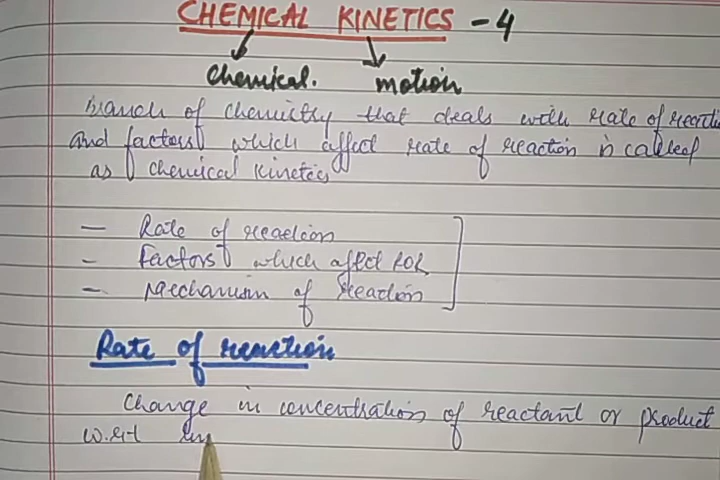 CHEMICAL KINETICS - 4
Chemical. motion
Branch of chemistry that deals with rate of reacti
and factors which affect rate of reaction is called
as chemical kinetics
— Rate of reaction
- Factors which affect ROR
- Mechanism of reaction
Rate of reaction
Change in concentration of reactant or product
w.r.t